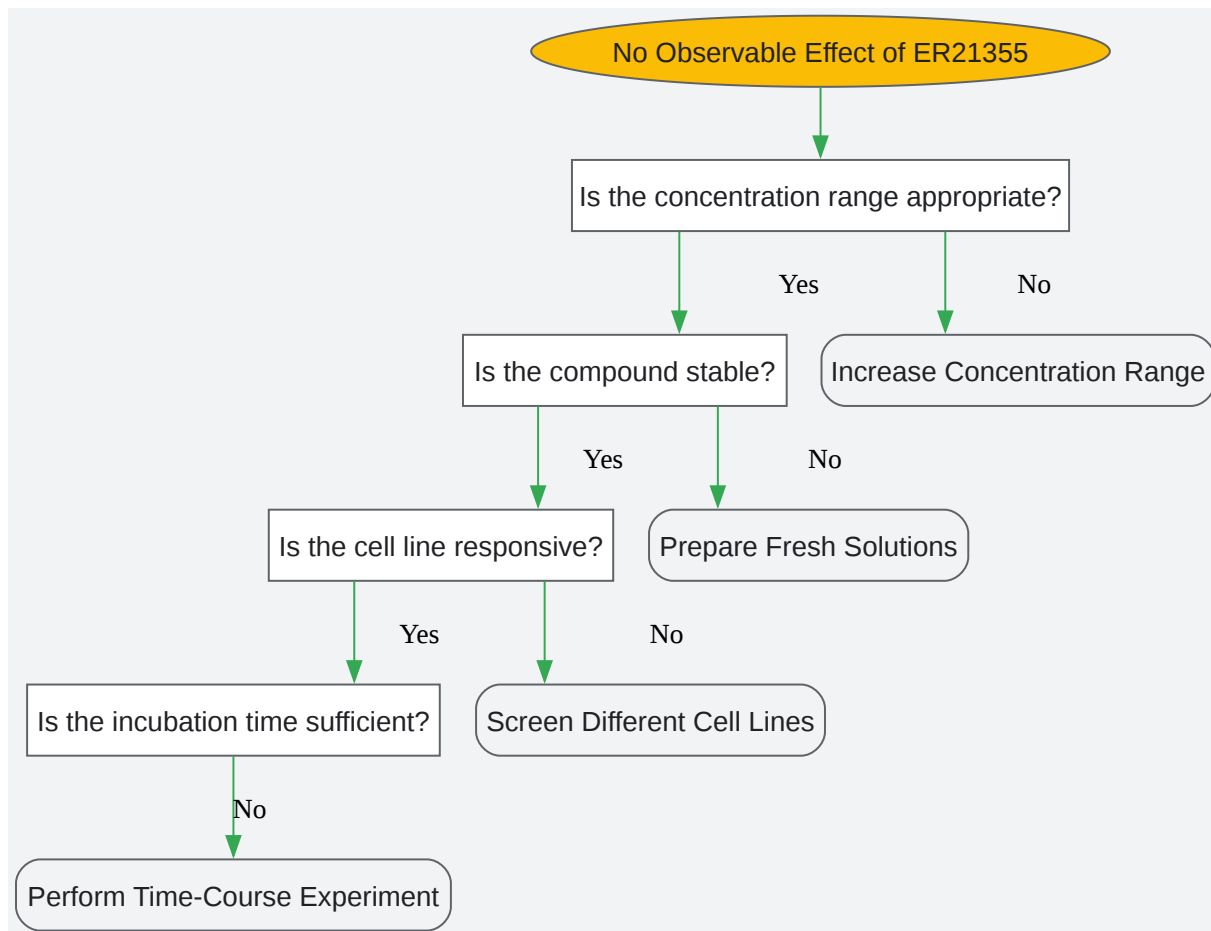 No Observable Effect of ER21355
Is the concentration range appropriate?
Yes
No
Is the compound stable?
Increase Concentration Range
Yes
No
Is the cell line responsive?
Prepare Fresh Solutions
Yes
No
Is the incubation time sufficient?
Screen Different Cell Lines
No
Perform Time-Course Experiment